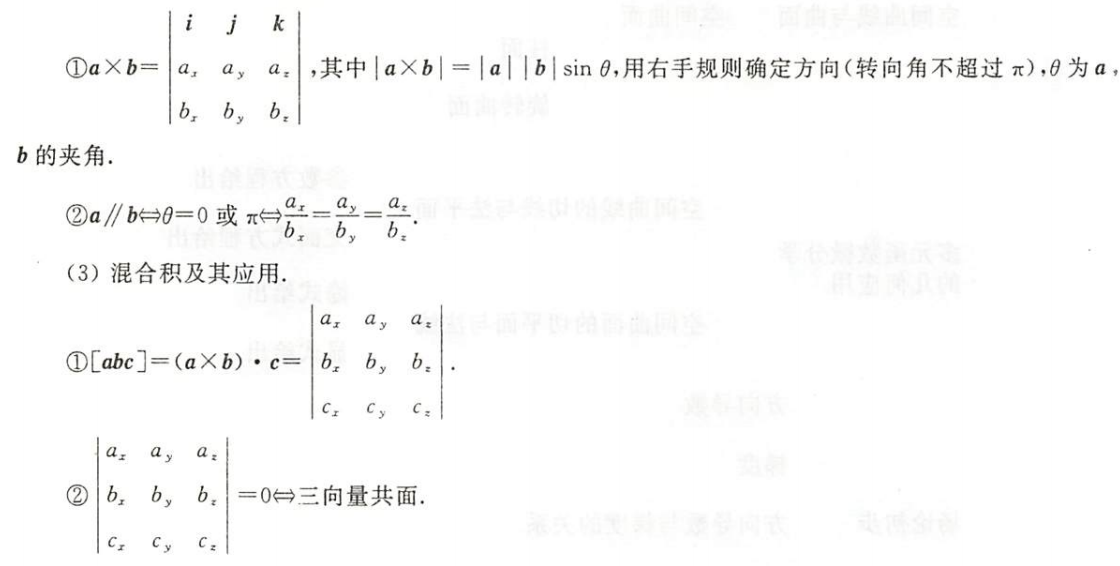 ①$\boldsymbol{a}\times\boldsymbol{b}=\begin{vmatrix}\boldsymbol{i}&\boldsymbol{j}&\boldsymbol{k}\\a_x&a_y&a_z\\b_x&b_y&b_z\end{vmatrix}$,其中$|\boldsymbol{a}\times\boldsymbol{b}|=|\boldsymbol{a}||\boldsymbol{b}|\sin\theta$,用右手规则确定方向(转向角不超过π),θ为$\boldsymbol{a}$,
$\boldsymbol{b}$的夹角.
②$\boldsymbol{a}∥\boldsymbol{b}\Leftrightarrow\theta=0$或$\pi\Leftrightarrow\frac{a_x}{b_x}=\frac{a_y}{b_y}=\frac{a_z}{b_z}$.
(3) 混合积及其应用.
①$[\boldsymbol{abc}]=(\boldsymbol{a}\times\boldsymbol{b})\cdot\boldsymbol{c}=\begin{vmatrix}a_x&a_y&a_z\\b_x&b_y&b_z\\c_x&c_y&c_z\end{vmatrix}$.
②$\begin{vmatrix}a_x&a_y&a_z\\b_x&b_y&b_z\\c_x&c_y&c_z\end{vmatrix}=0\Leftrightarrow$三向量共面.